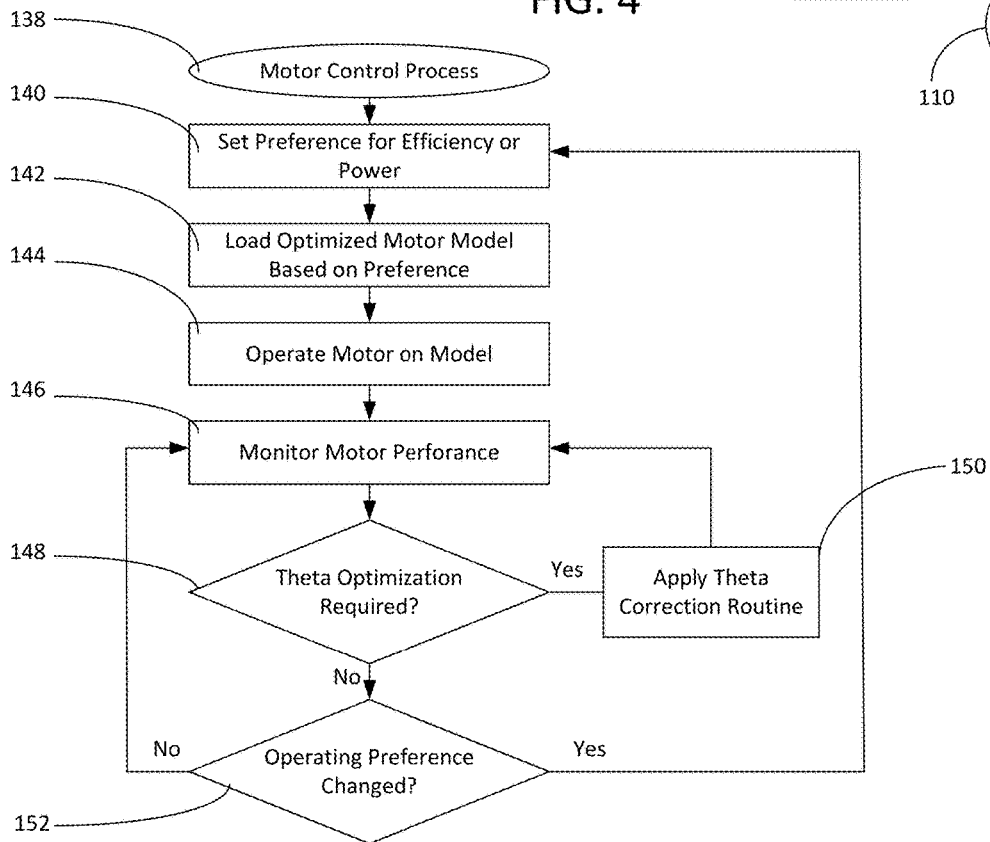 FIG. 4
138
110
Motor Control Process
140
Set Preference for Efficiency or
Power
142
Load Optimized Motor Model
Based on Preference
144
Operate Motor on Model
146
Monitor Motor Perforance
150
148
Theta Optimization
Required?
Yes
Apply Theta
Correction Routine
No
No
Operating Preference
Changed?
Yes
152